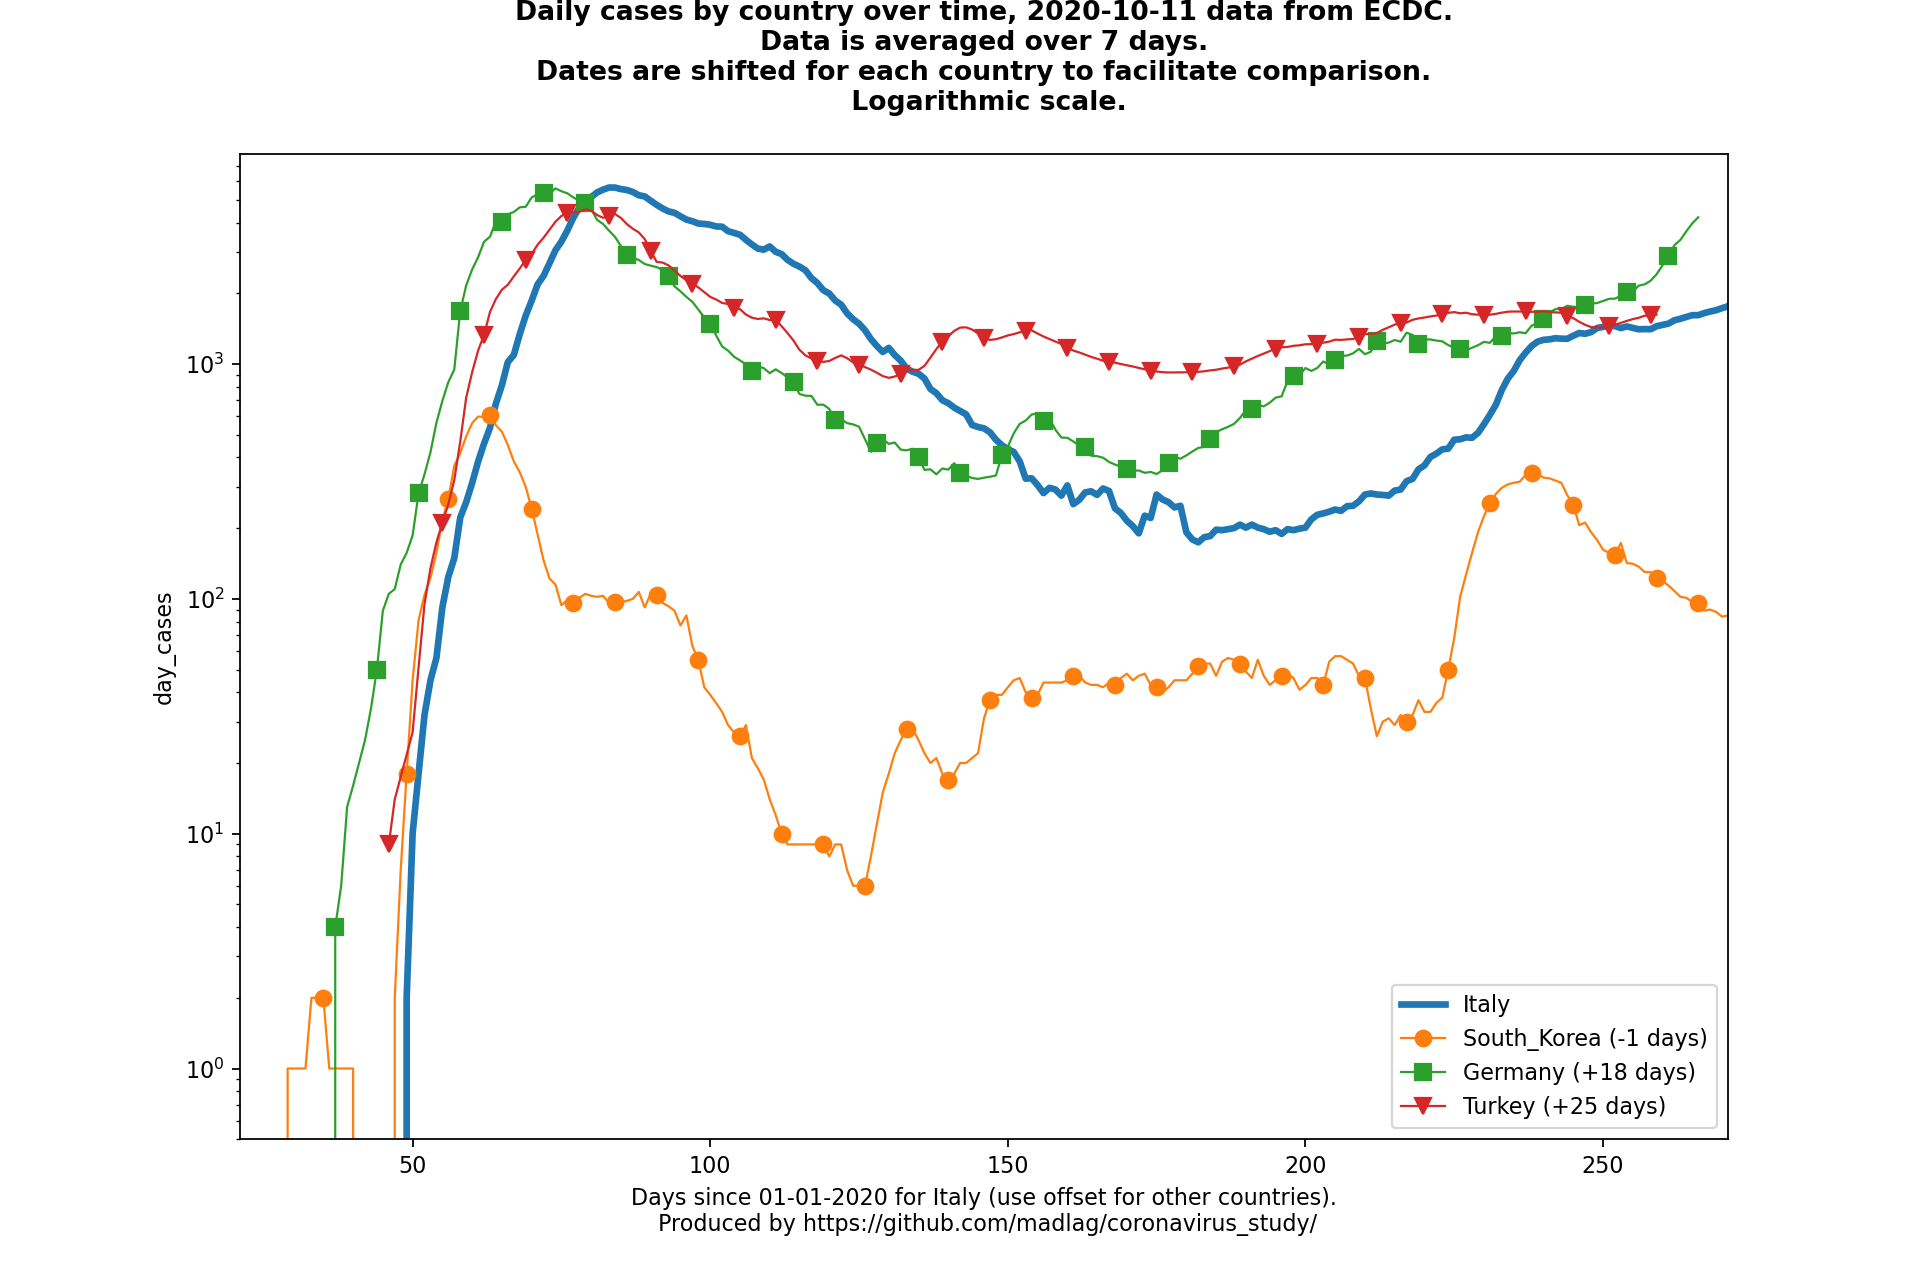 Daily cases by country over time, 2020-10-11 data from ECDC.
Data is averaged over 7 days.
Dates are shifted for each country to facilitate comparison.
Logarithmic scale.
day_cases
10³
10²
10¹
10⁰
50
100
150
200
250
Italy
South_Korea (-1 days)
Germany (+18 days)
Turkey (+25 days)
Days since 01-01-2020 for Italy (use offset for other countries).
Produced by https://github.com/madlag/coronavirus_study/